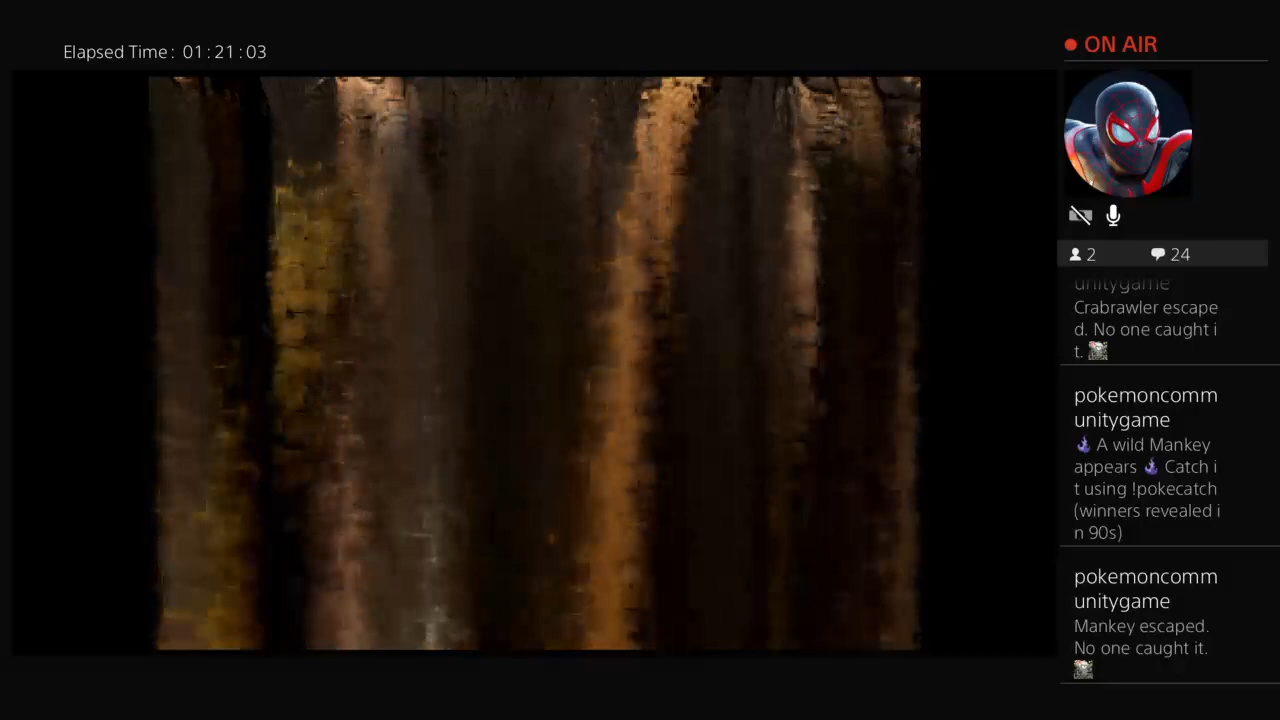 Elapsed Time: 01:21:03
ON AIR
2
24
unitygame
Crabrawler escape
d. No one caught i
t.
pokemoncomm
unitygame
A wild Mankey
appears Catch i
t using !pokecatch
(winners revealed i
n 90s)
pokemoncomm
unitygame
Mankey escaped.
No one caught it.